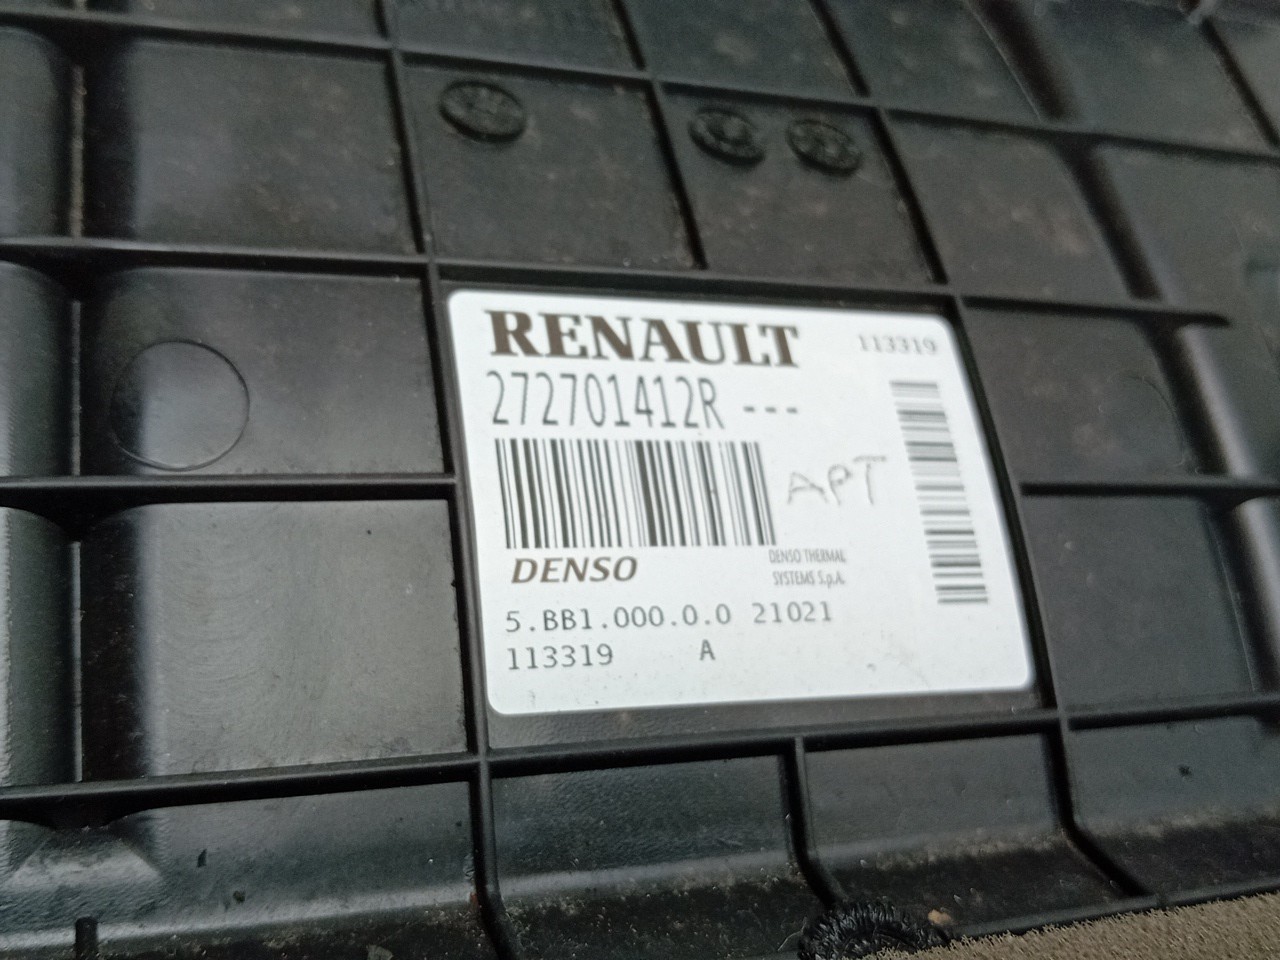 RENAULT
113319
272701412R ---
APT
DENSO
DENSO THERMAL
SYSTEMS S.p.A.
5.BB1.000.0.0 21021
113319 A